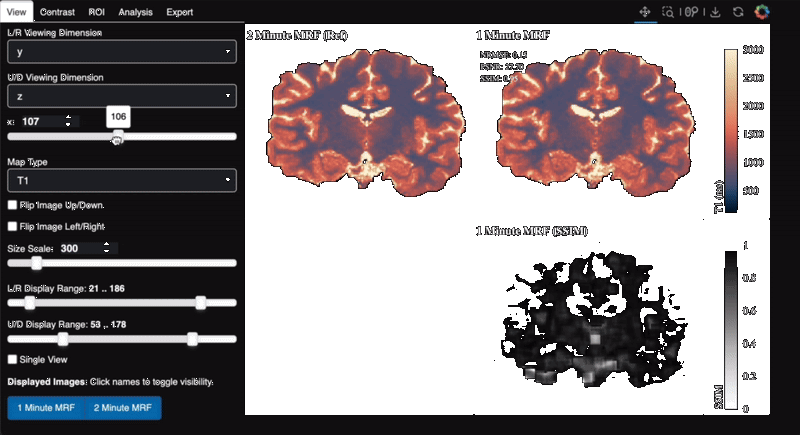 View Contrast ROI Analysis Export
L/R Viewing Dimension
y
U/D Viewing Dimension
z
x: 107
106
Map Type
T1
Flip Image Up/Down
Flip Image Left/Right
Size Scale: 300
L/R Display Range: 21 .. 186
U/D Display Range: 53 .. 178
Single View
Displayed Images: Click names to toggle visibility.
1 Minute MRF 2 Minute MRF
2 Minute MRF (Ref)
1 Minute MRF
3000
2500
2000
1500
1000
500
T1 (ms)
1 Minute MRF (SSIM)
1
0.8
0.6
0.4
0.2
0
SSIM